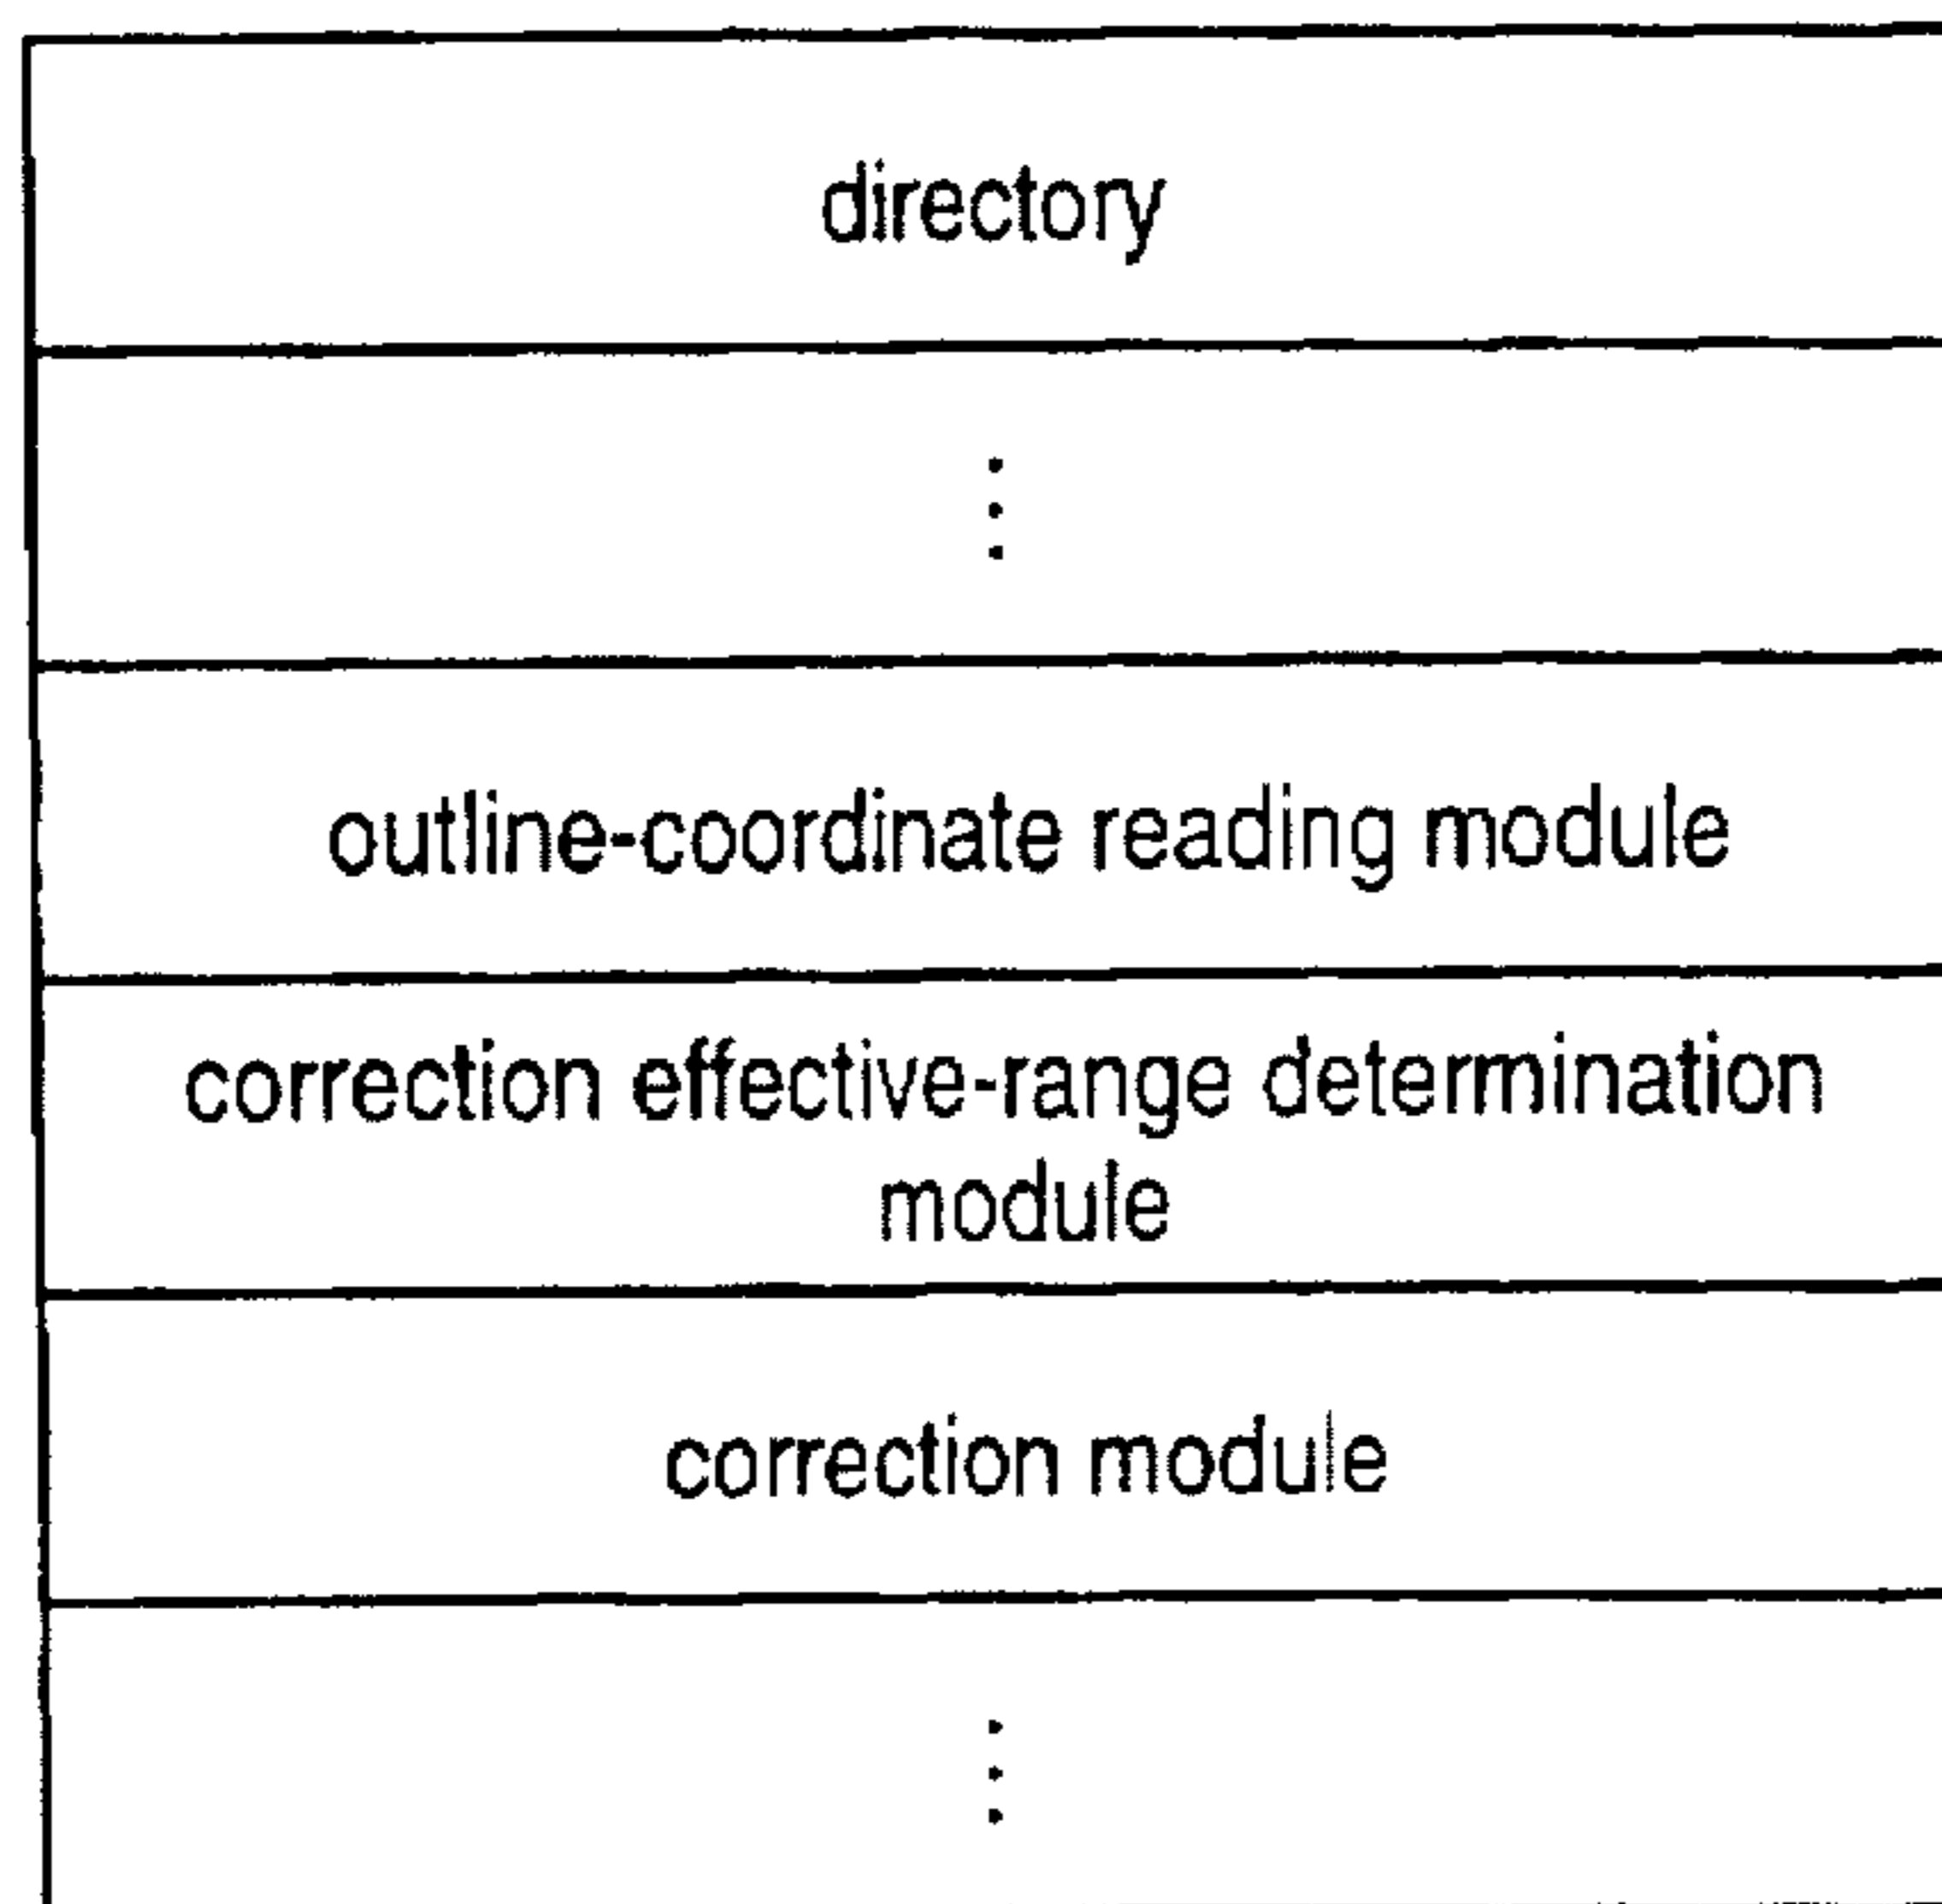 directory
⋮
outline-coordinate reading module
correction effective-range determination
module
correction module
⋮